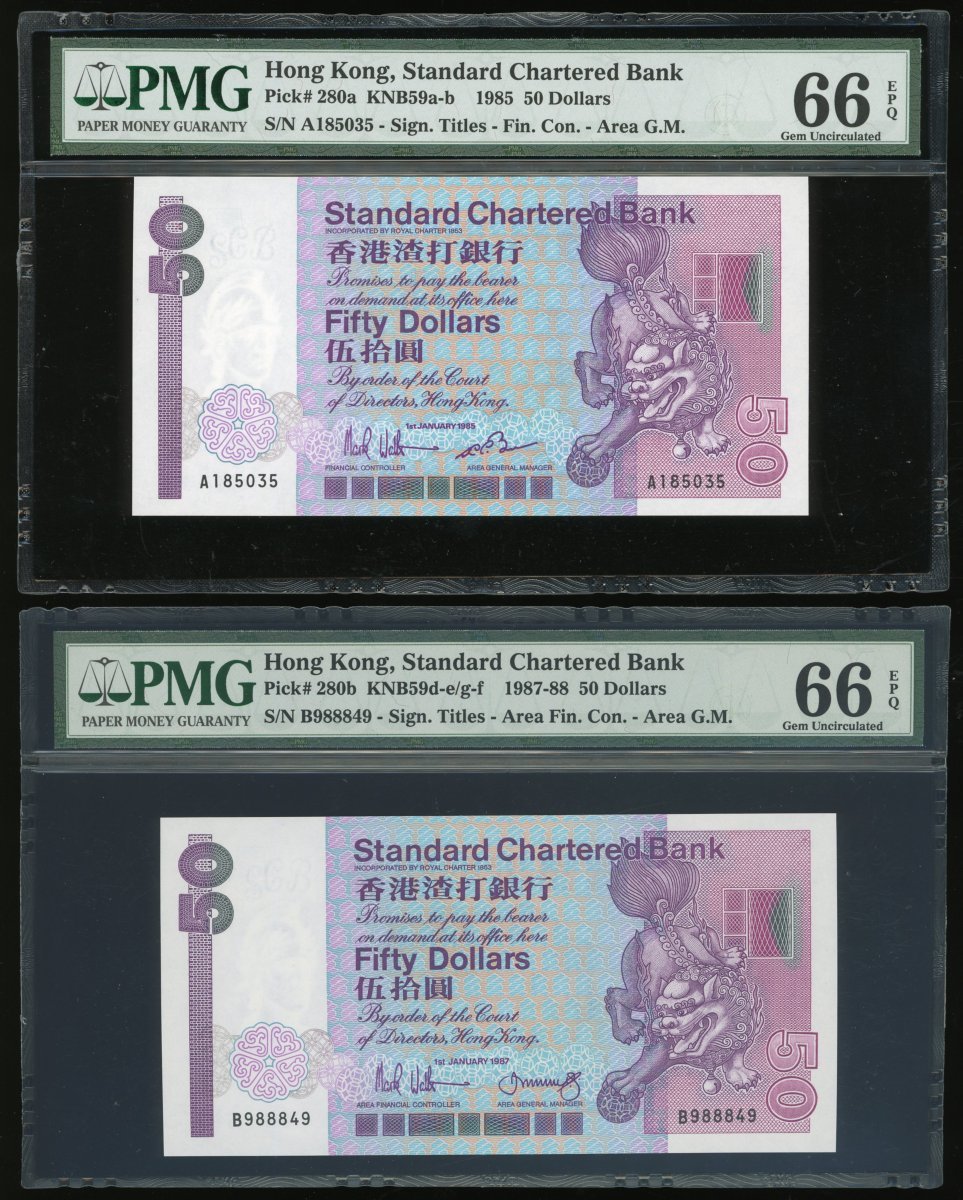 PMG
PAPER MONEY GUARANTY
Hong Kong, Standard Chartered Bank
Pick# 280a KNB59a-b 1985 50 Dollars
S/N A185035 - Sign. Titles - Fin. Con. - Area G.M.
66 EPQ
Gem Uncirculated
50
Standard Chartered Bank
INCORPORATED BY ROYAL CHARTER 1853
香港渣打銀行
Promises to pay the bearer
on demand at its office here
Fifty Dollars
伍拾圓
By order of the Court
of Directors, Hong Kong.
1st JANUARY 1985
FINANCIAL CONTROLLER AREA GENERAL MANAGER
A185035
A185035
50
PMG
PAPER MONEY GUARANTY
Hong Kong, Standard Chartered Bank
Pick# 280b KNB59d-e/g-f 1987-88 50 Dollars
S/N B988849 - Sign. Titles - Area Fin. Con. - Area G.M.
66 EPQ
Gem Uncirculated
50
Standard Chartered Bank
INCORPORATED BY ROYAL CHARTER 1853
香港渣打銀行
Promises to pay the bearer
on demand at its office here
Fifty Dollars
伍拾圓
By order of the Court
of Directors, Hong Kong.
1st JANUARY 1987
AREA FINANCIAL CONTROLLER AREA GENERAL MANAGER
B988849
B988849
50